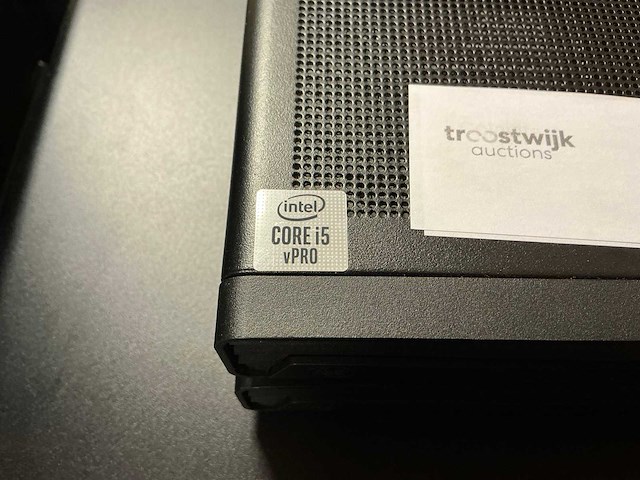 troostwijk
auctions
intel
CORE i5
vPRO